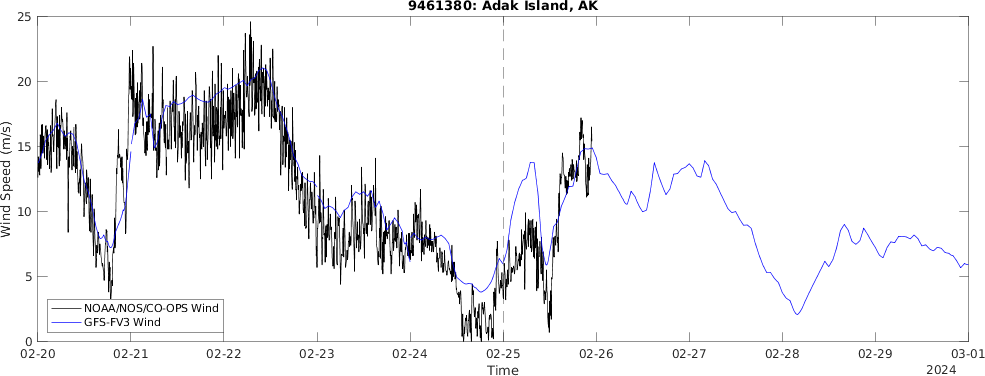 9461380: Adak Island, AK
Wind Speed (m/s)
25
20
15
10
5
0
NOAA/NOS/CO-OPS Wind
GFS-FV3 Wind
02-20 02-21 02-22 02-23 02-24 02-25 02-26 02-27 02-28 02-29 03-01
Time
2024